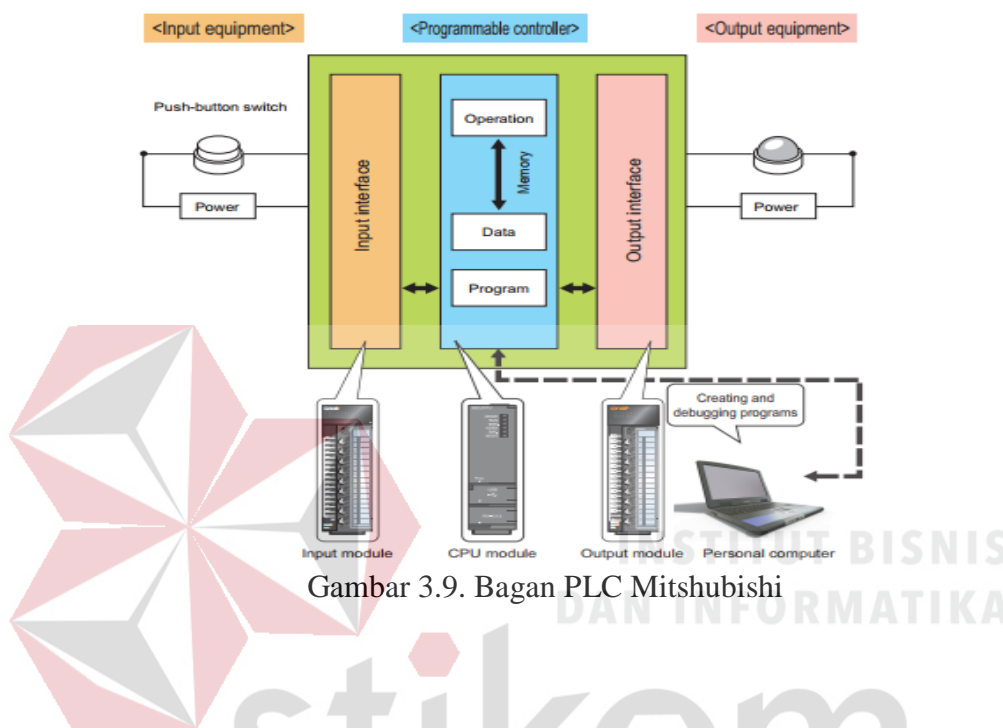 <Input equipment>
<Programmable controller>
<Output equipment>
Push-button switch
Power
Input interface
Operation
Memory
Data
Program
Output interface
Power
Creating and
debugging programs
Input module
CPU module
Output module
Personal computer
INSTITUT BISNIS
Gambar 3.9. Bagan PLC Mitshubishi
DAN INFORMATIKA
stikom